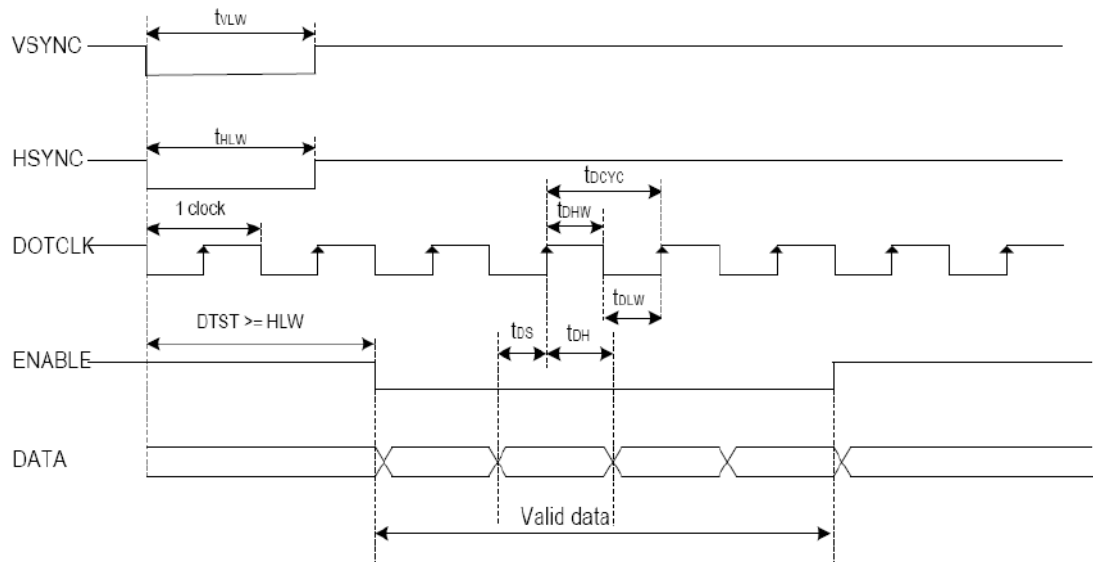 tVLW
VSYNC
tHLW
HSYNC
tDCYC
1 clock
tDHW
DOTCLK
tDLW
DTST >= HLW
tDS
tDH
ENABLE
DATA
Valid data